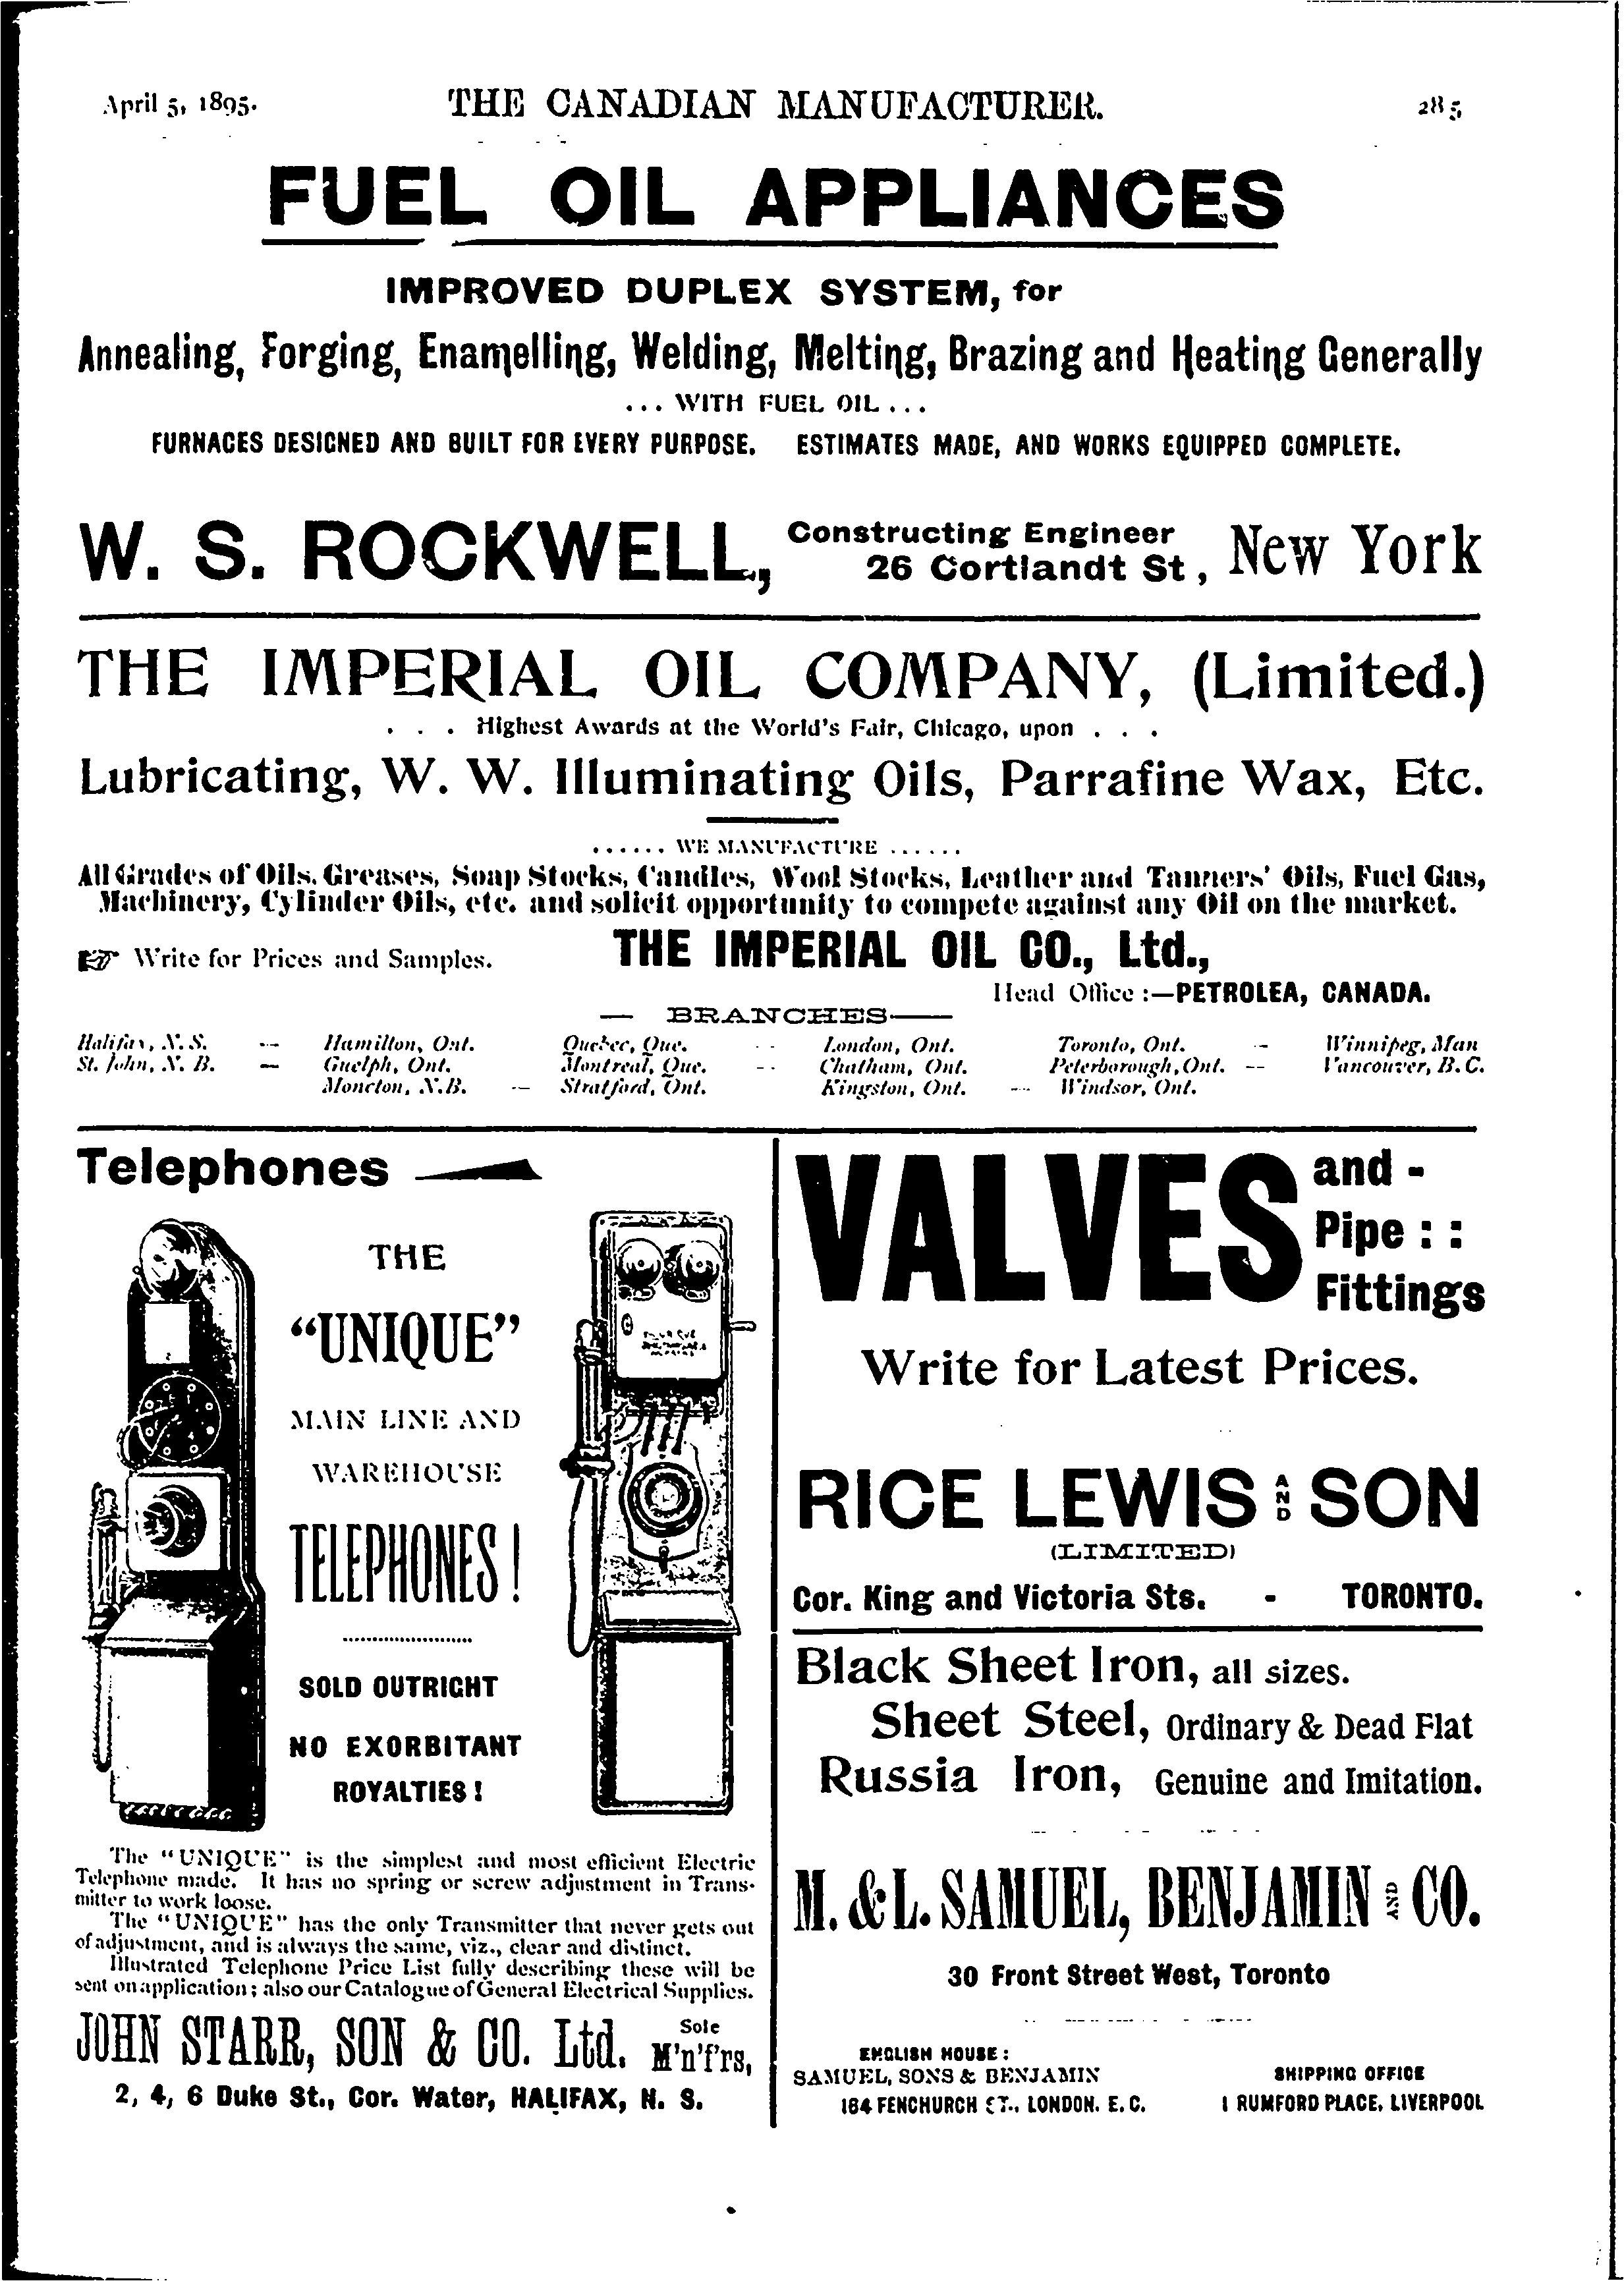 April 5, 1895.
THE CANADIAN MANUFACTURER.
285
FUEL OIL APPLIANCES
IMPROVED DUPLEX SYSTEM, for
Annealing, Forging, Enamelling, Welding, Melting, Brazing and Heating Generally
... WITH FUEL OIL ...
FURNACES DESIGNED AND BUILT FOR EVERY PURPOSE. ESTIMATES MADE, AND WORKS EQUIPPED COMPLETE.
W. S. ROCKWELL, Constructing Engineer
26 Cortlandt St, New York
THE IMPERIAL OIL COMPANY, (Limited.)
. . . Highest Awards at the World's Fair, Chicago, upon . . .
Lubricating, W. W. Illuminating Oils, Parrafine Wax, Etc.
...... WE MANUFACTURE ......
All Grades of Oils, Greases, Soap Stocks, Candles, Wool Stocks, Leather and Tanners' Oils, Fuel Gas,
Machinery, Cylinder Oils, etc. and solicit opportunity to compete against any Oil on the market.
☞ Write for Prices and Samples.
THE IMPERIAL OIL CO., Ltd.,
Head Office :—PETROLEA, CANADA.
— BRANCHES—
Halifax, N. S. — Hamilton, Ont. Quebec, Que. - - London, Ont. Toronto, Ont. — Winnipeg, Man
St. John, N. B. — Guelph, Ont. Montreal, Que. - - Chatham, Ont. Peterborough, Ont. — Vancouver, B. C.
Moncton, N.B. — Stratford, Ont. Kingston, Ont. — Windsor, Ont.
Telephones
THE
"UNIQUE"
MAIN LINE AND
WAREHOUSE
TELEPHONES !
SOLD OUTRIGHT
NO EXORBITANT
ROYALTIES !
The "UNIQUE" is the simplest and most efficient Electric
Telephone made. It has no spring or screw adjustment in Trans-
mitter to work loose.
The "UNIQUE" has the only Transmitter that never gets out
of adjustment, and is always the same, viz., clear and distinct.
Illustrated Telephone Price List fully describing these will be
sent on application; also our Catalogue of General Electrical Supplies.
JOHN STARR, SON & CO. Ltd. Sole M'n'f'rs,
2, 4, 6 Duke St., Cor. Water, HALIFAX, N. S.
VALVES and -
Pipe : :
Fittings
Write for Latest Prices.
RICE LEWIS AND SON
(LIMITED)
Cor. King and Victoria Sts. - TORONTO.
Black Sheet Iron, all sizes.
Sheet Steel, Ordinary & Dead Flat
Russia Iron, Genuine and Imitation.
M. & L. SAMUEL, BENJAMIN AND CO.
30 Front Street West, Toronto
ENGLISH HOUSE :
SAMUEL, SONS & BENJAMIN
164 FENCHURCH ST., LONDON. E. C.
SHIPPING OFFICE
1 RUMFORD PLACE, LIVERPOOL